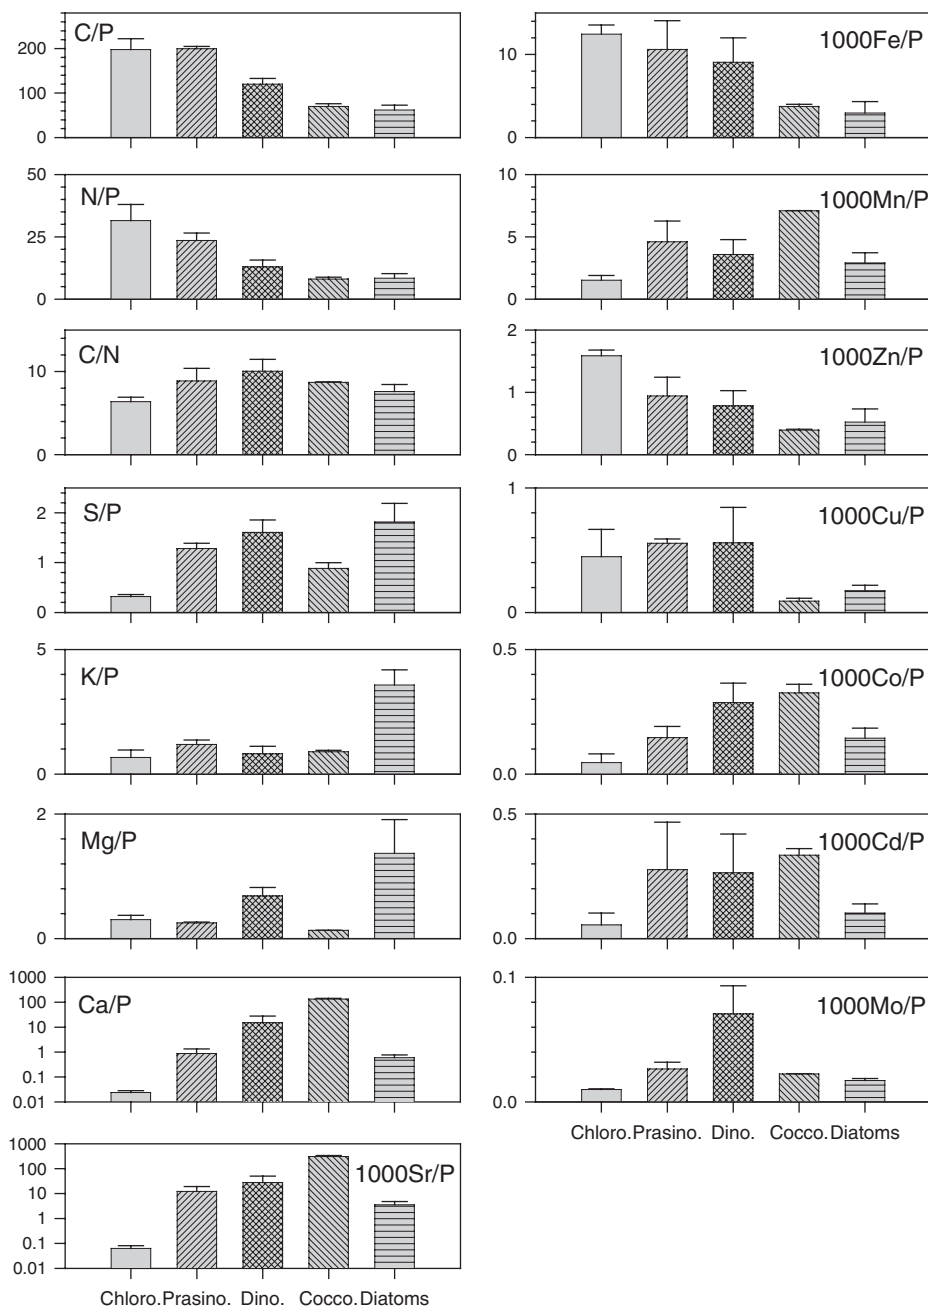 C/P
200
100
0
N/P
50
25
0
C/N
10
0
S/P
2
1
0
K/P
5
0
Mg/P
2
0
Ca/P
1000
100
10
1
0.1
0.01
1000Sr/P
1000
100
10
1
0.1
0.01
Chloro. Prasino. Dino. Cocco. Diatoms
1000Fe/P
10
0
1000Mn/P
10
5
0
1000Zn/P
2
1
0
1000Cu/P
1
0
1000Co/P
0.5
0.0
1000Cd/P
0.5
0.0
1000Mo/P
0.1
0.0
Chloro. Prasino. Dino. Cocco. Diatoms